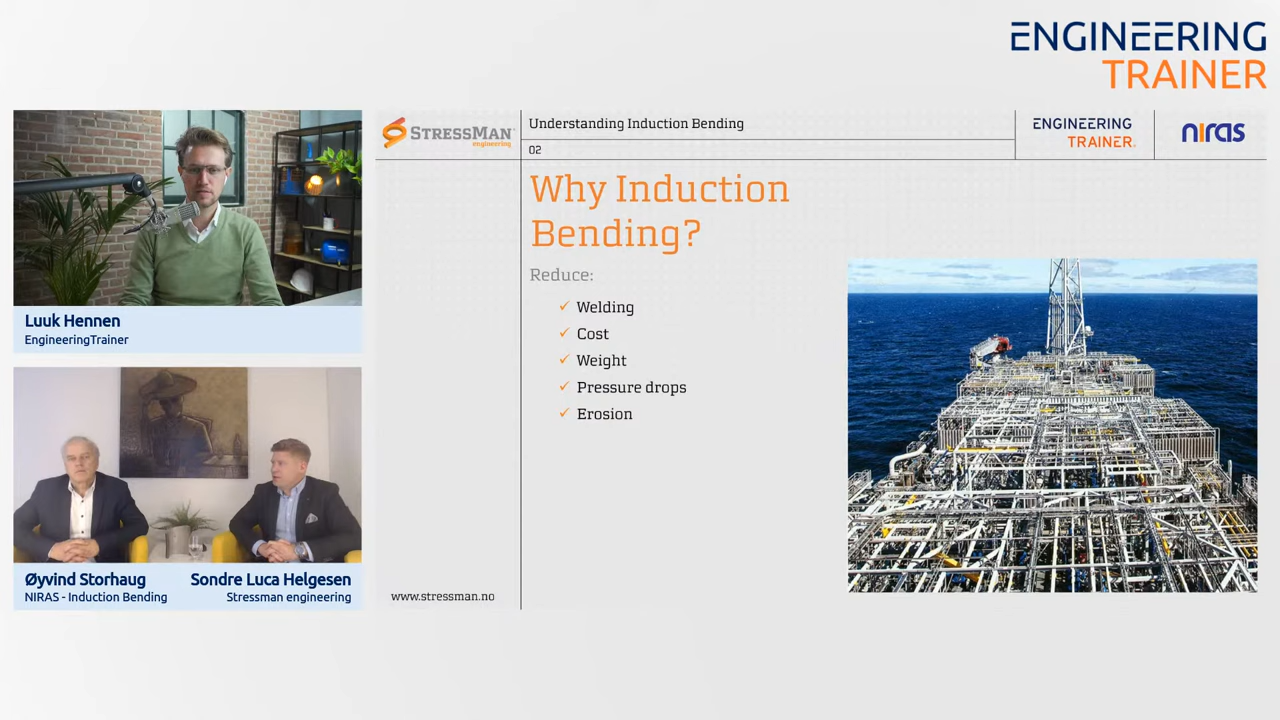 ENGINEERING
TRAINER
Luuk Hennen
EngineeringTrainer
Øyvind Storhaug
NIRAS - Induction Bending
Sondre Luca Helgesen
Stressman engineering
STRESSMAN
engineering
Understanding Induction Bending
02
ENGINEERING
TRAINER
niras
Why Induction
Bending?
Reduce:
✓ Welding
✓ Cost
✓ Weight
✓ Pressure drops
✓ Erosion
www.stressman.no